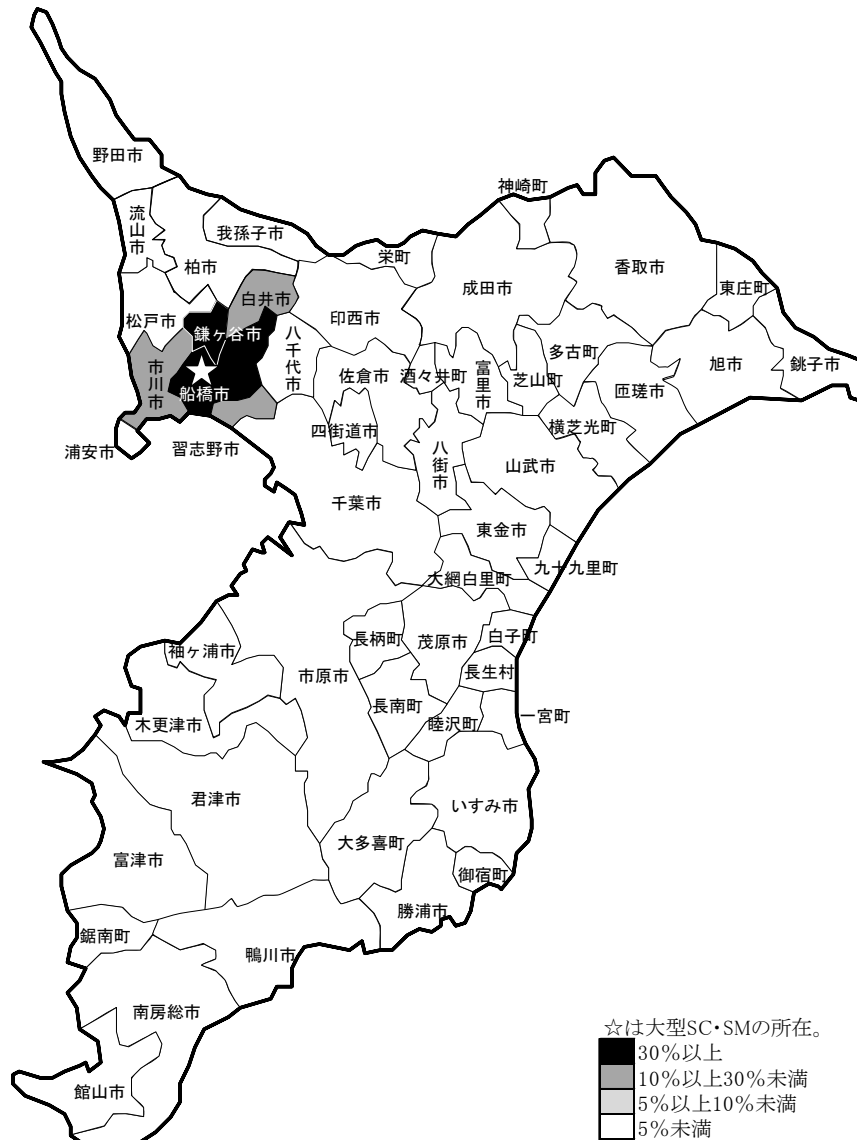 野田市
神崎町
流山市
我孫子市
柏市
栄町
成田市
香取市
東庄町
白井市
印西市
松戸市
鎌ヶ谷市
八千代市
多古町
旭市
銚子市
佐倉市
酒々井町
富里市
芝山町
匝瑳市
市川市
船橋市
四街道市
横芝光町
浦安市
習志野市
八街市
山武市
千葉市
東金市
九十九里町
大網白里町
長柄町
茂原市
白子町
袖ヶ浦市
市原市
長生村
長南町
木更津市
睦沢町
一宮町
君津市
いすみ市
大多喜町
富津市
御宿町
勝浦市
鋸南町
鴨川市
南房総市
館山市
☆は大型SC・SMの所在。
30％以上
10％以上30％未満
5％以上10％未満
5％未満